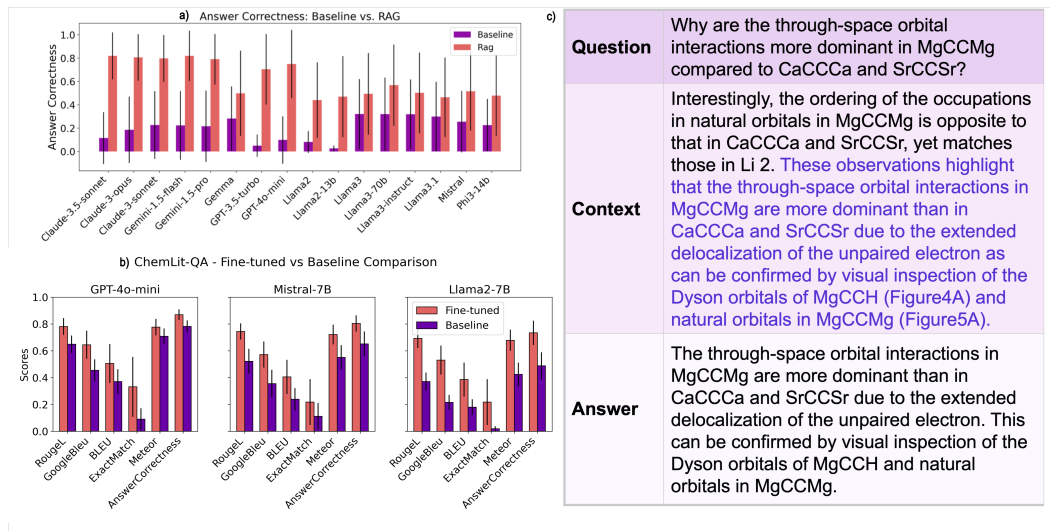 a) Answer Correctness: Baseline vs. RAG
Answer Correctness
1.0
0.8
0.6
0.4
0.2
0.0
Baseline
Rag
Claude-3.5-sonnet
Claude-3-opus
Claude-3-sonnet
Gemini-1.5-flash
Gemini-1.5-pro
Gemma
GPT-3.5-turbo
GPT-4o-mini
Llama2
Llama2-13b
Llama3
Llama3-70b
Llama3-instruct
Llama3.1
Mistral
Phi3-14b
b) ChemLit-QA - Fine-tuned vs Baseline Comparison
GPT-4o-mini
Mistral-7B
Llama2-7B
Scores
1.0
0.8
0.6
0.4
0.2
0.0
Fine-tuned
Baseline
RougeL
GoogleBleu
BLEU
ExactMatch
Meteor
AnswerCorrectness
RougeL
GoogleBleu
BLEU
ExactMatch
Meteor
AnswerCorrectness
RougeL
GoogleBleu
BLEU
ExactMatch
Meteor
AnswerCorrectness
c)
Question
Why are the through-space orbital
interactions more dominant in MgCCMg
compared to CaCCCa and SrCCSr?
Context
Interestingly, the ordering of the occupations
in natural orbitals in MgCCMg is opposite to
that in CaCCCa and SrCCSr, yet matches
those in Li 2. These observations highlight
that the through-space orbital interactions in
MgCCMg are more dominant than in
CaCCCa and SrCCSr due to the extended
delocalization of the unpaired electron as
can be confirmed by visual inspection of the
Dyson orbitals of MgCCH (Figure4A) and
natural orbitals in MgCCMg (Figure5A).
Answer
The through-space orbital interactions in
MgCCMg are more dominant than in
CaCCCa and SrCCSr due to the extended
delocalization of the unpaired electron. This
can be confirmed by visual inspection of the
Dyson orbitals of MgCCH and natural
orbitals in MgCCMg.